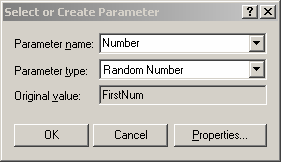 Select or Create Parameter
Parameter name: Number
Parameter type: Random Number
Original value: FirstNum
OK Cancel Properties...